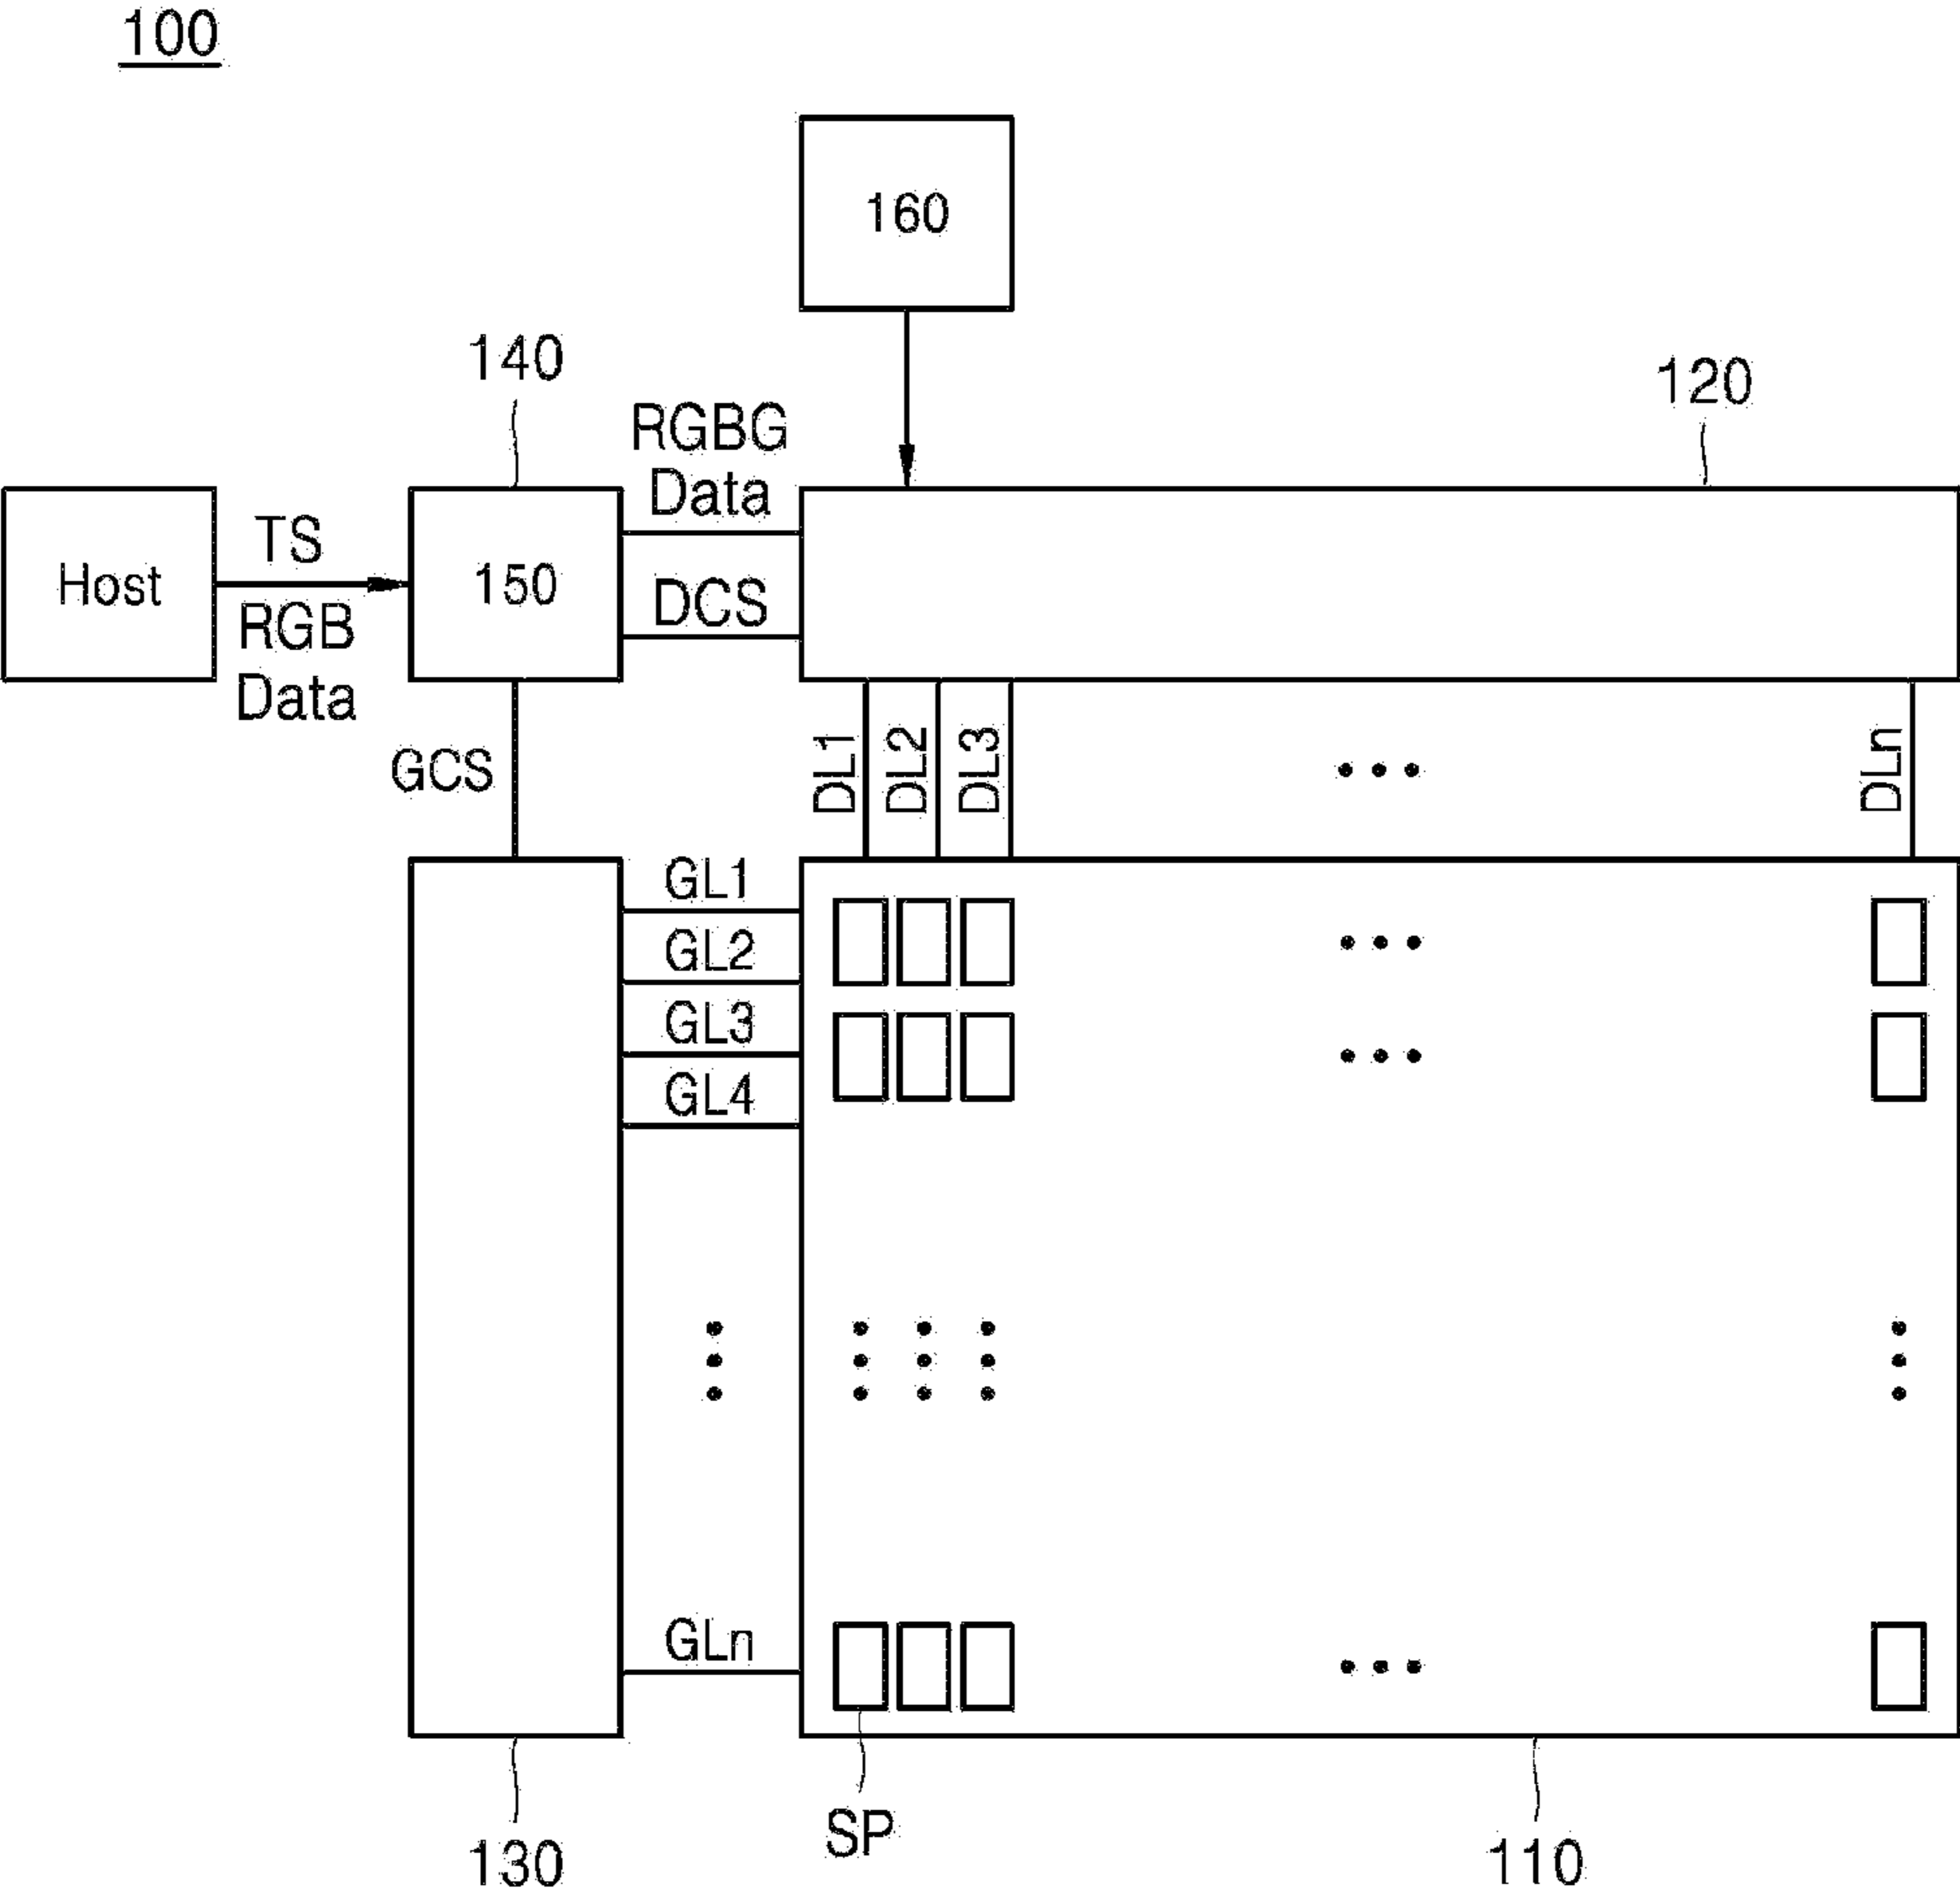 100
160
140
120
RGBG
Data
Host
TS
RGB
Data
150
DCS
GCS
DL1
DL2
DL3
DLn
GL1
GL2
GL3
GL4
GLn
SP
130
110